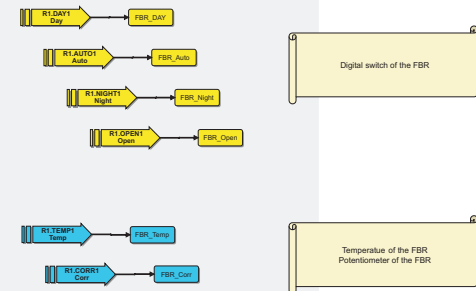 R1.DAY1
Day
FBR_DAY
R1.AUTO1
Auto
FBR_Auto
R1.NIGHT1
Night
FBR_Night
R1.OPEN1
Open
FBR_Open
Digital switch of the FBR
R1.TEMP1
Temp
FBR_Temp
R1.CORR1
Corr
FBR_Corr
Temperatue of the FBR
Potentiometer of the FBR